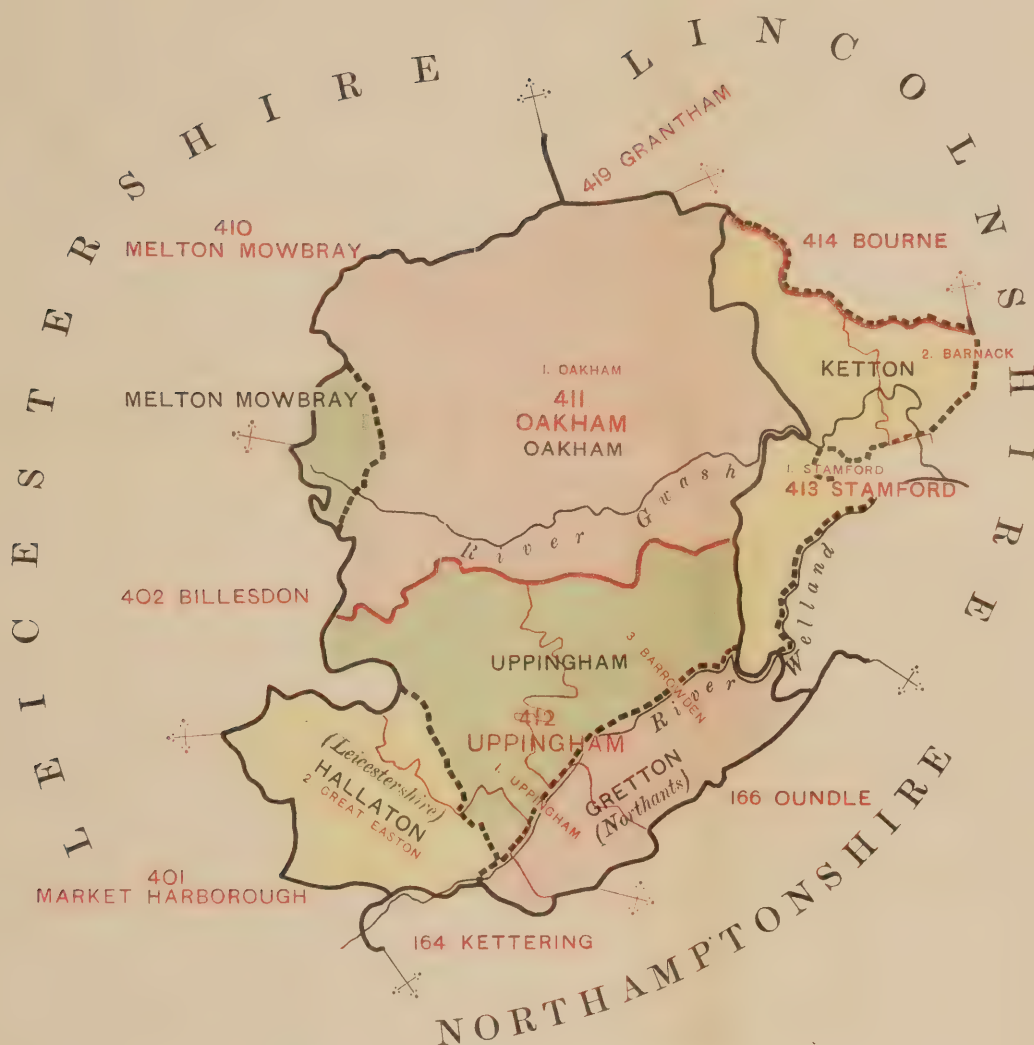 LEICESTERSHIRE
LINCOLNSHIRE
419 GRANTHAM
410
MELTON MOWBRAY
414 BOURNE
2. BARNACK
KETTON
MELTON MOWBRAY
1. OAKHAM
411
OAKHAM
OAKHAM
1. STAMFORD
413 STAMFORD
River Gwash
402 BILLESDON
River Welland
UPPINGHAM
3 BARROWDEN
412
UPPINGHAM
1. UPPINGHAM
(Leicestershire)
HALLATON
2 GREAT EASTON
GRETTON
(Northants)
166 OUNDLE
401
MARKET HARBOROUGH
164 KETTERING
NORTHAMPTONSHIRE